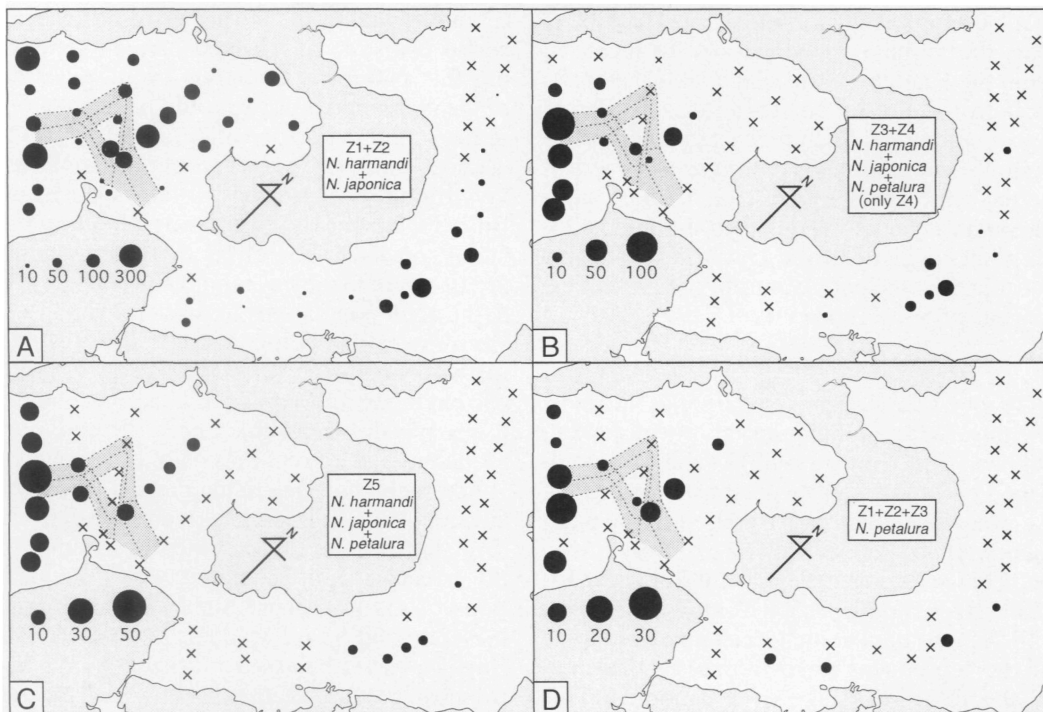 Z1+Z2
N. harmandi
+
N. japonica
N
10 50 100 300
A
Z3+Z4
N. harmandi
+
N. japonica
+
N. petalura
(only Z4)
N
10 50 100
B
Z5
N. harmandi
+
N. japonica
+
N. petalura
N
10 30 50
C
Z1+Z2+Z3
N. petalura
N
10 20 30
D